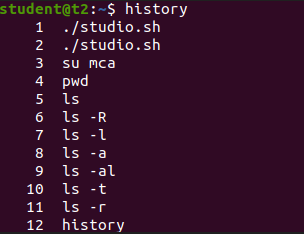 student@t2:~$ history
1 ./studio.sh
2 ./studio.sh
3 su mca
4 pwd
5 ls
6 ls -R
7 ls -l
8 ls -a
9 ls -al
10 ls -t
11 ls -r
12 history